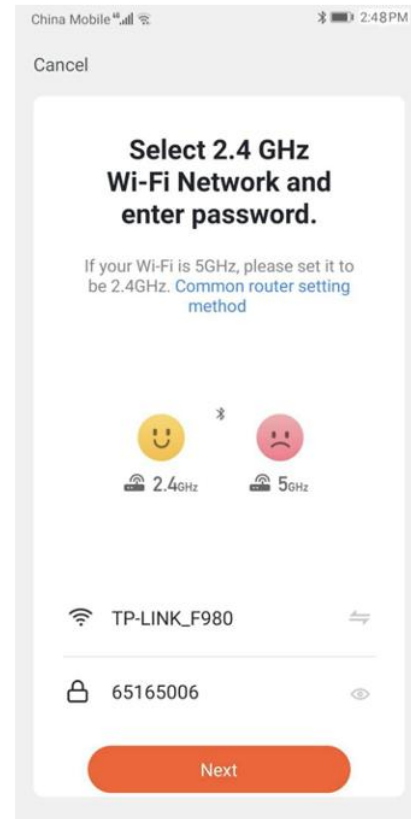 China Mobile 2:48 PM
Cancel
Select 2.4 GHz
Wi-Fi Network and
enter password.
If your Wi-Fi is 5GHz, please set it to
be 2.4GHz. Common router setting
method
2.4GHz 5GHz
TP-LINK_F980
65165006
Next